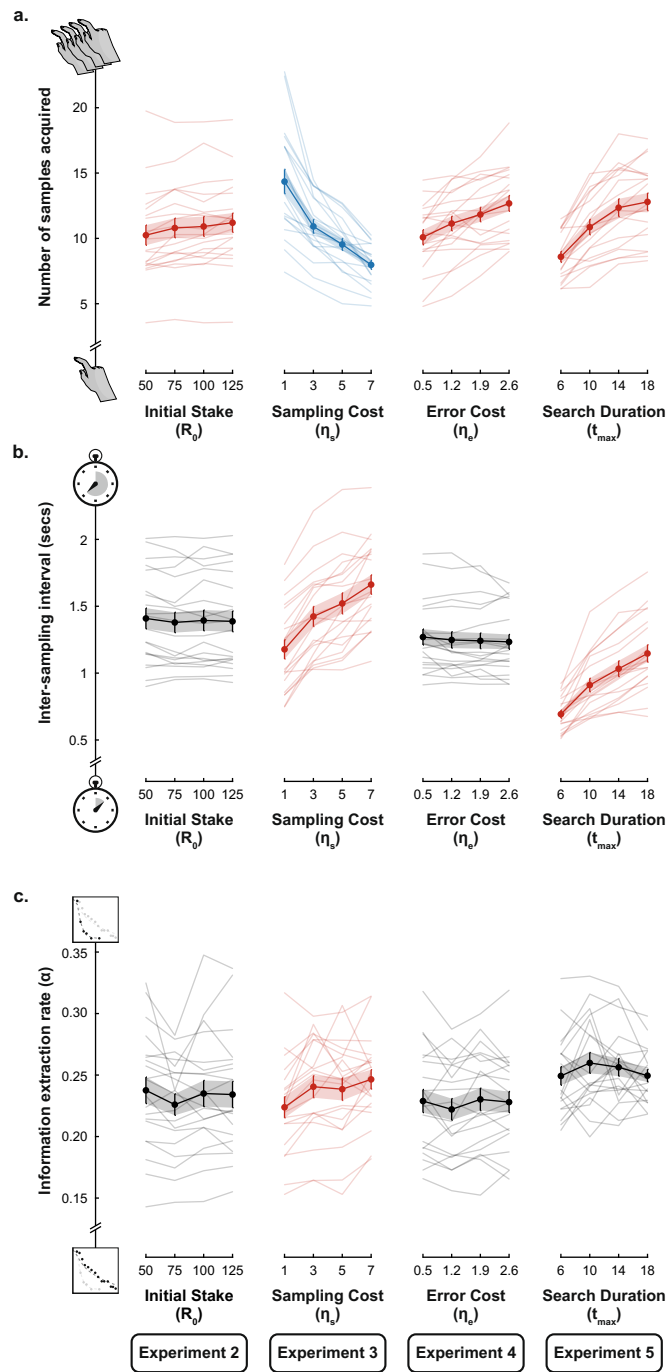 a.
Number of samples acquired
20
15
10
5
50 75 100 125
1 3 5 7
0.5 1.2 1.9 2.6
6 10 14 18
Initial Stake
(R₀)
Sampling Cost
(ηₛ)
Error Cost
(ηₑ)
Search Duration
(tₘₐₓ)
b.
Inter-sampling interval (secs)
2
1.5
1
0.5
50 75 100 125
1 3 5 7
0.5 1.2 1.9 2.6
6 10 14 18
Initial Stake
(R₀)
Sampling Cost
(ηₛ)
Error Cost
(ηₑ)
Search Duration
(tₘₐₓ)
c.
Information extraction rate (α)
0.35
0.30
0.25
0.20
0.15
50 75 100 125
1 3 5 7
0.5 1.2 1.9 2.6
6 10 14 18
Initial Stake
(R₀)
Sampling Cost
(ηₛ)
Error Cost
(ηₑ)
Search Duration
(tₘₐₓ)
Experiment 2
Experiment 3
Experiment 4
Experiment 5